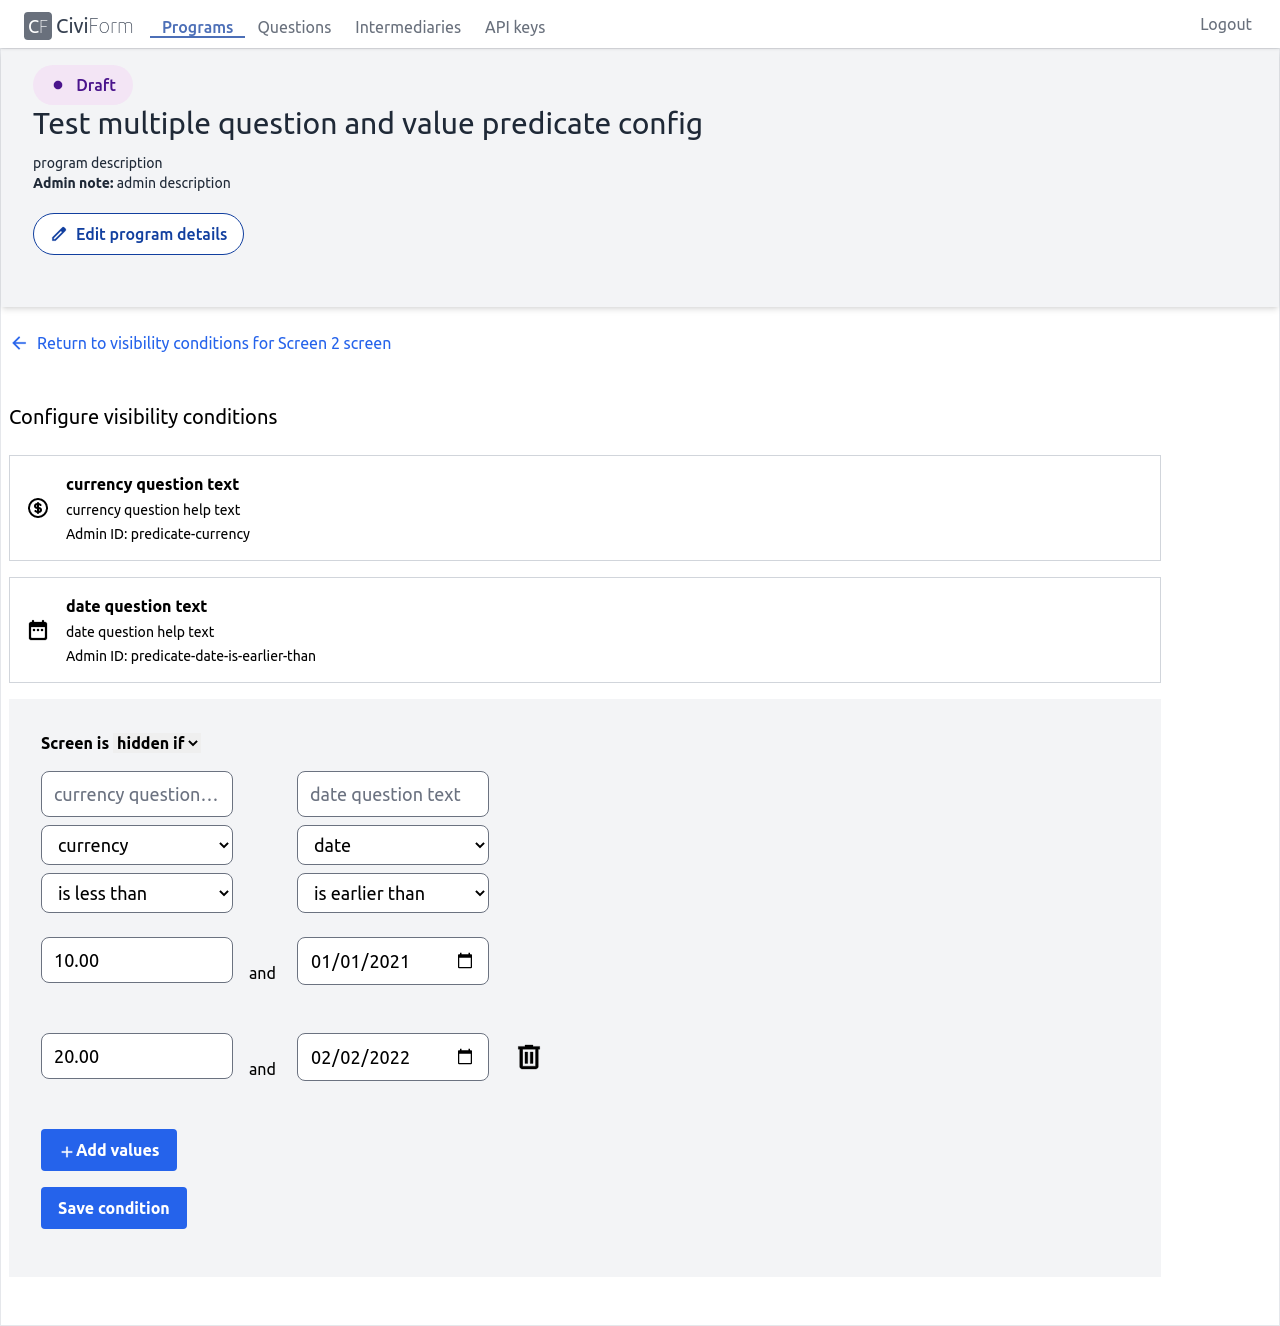 CF CiviForm Programs Questions Intermediaries API keys Logout
Draft
Test multiple question and value predicate config
program description
Admin note: admin description
Edit program details
Return to visibility conditions for Screen 2 screen
Configure visibility conditions
currency question text
currency question help text
Admin ID: predicate-currency
date question text
date question help text
Admin ID: predicate-date-is-earlier-than
Screen is hidden if
currency question… date question text
currency date
is less than is earlier than
10.00 and 01/01/2021
20.00 and 02/02/2022
+Add values
Save condition